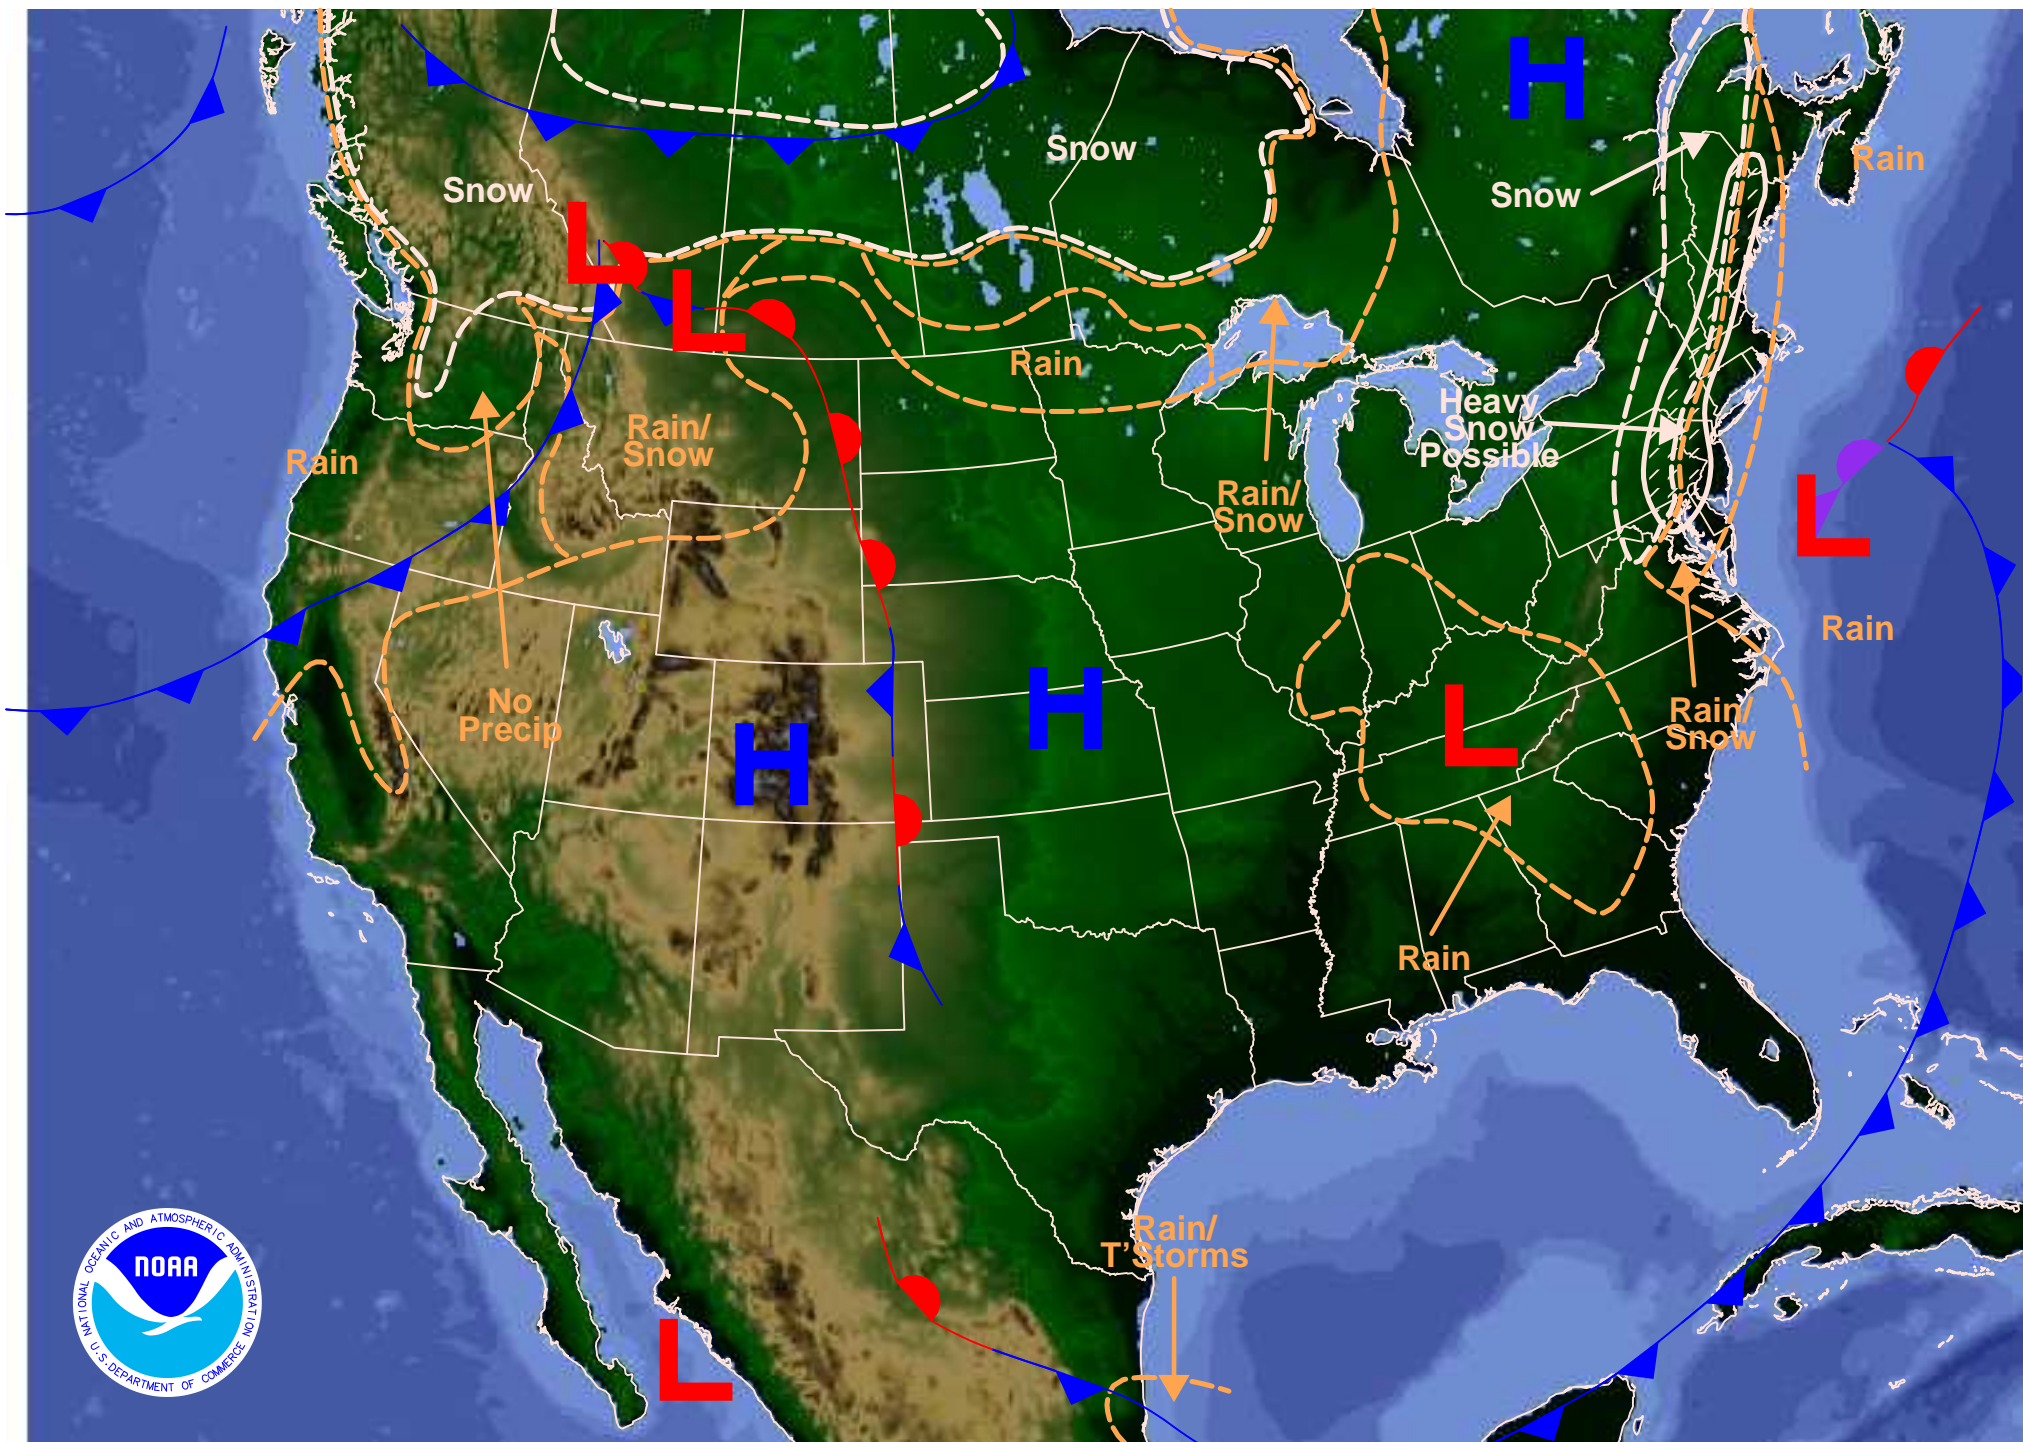 H
Snow
Rain
Snow
Snow
L
L
Rain
Heavy
Snow
Possible
Rain/
Snow
Rain
Rain/
Snow
L
Rain
No
Precip
H
H
L
Rain/
Snow
Rain
Rain/
T'Storms
L
NATIONAL OCEANIC AND ATMOSPHERIC ADMINISTRATION
NOAA
U.S. DEPARTMENT OF COMMERCE